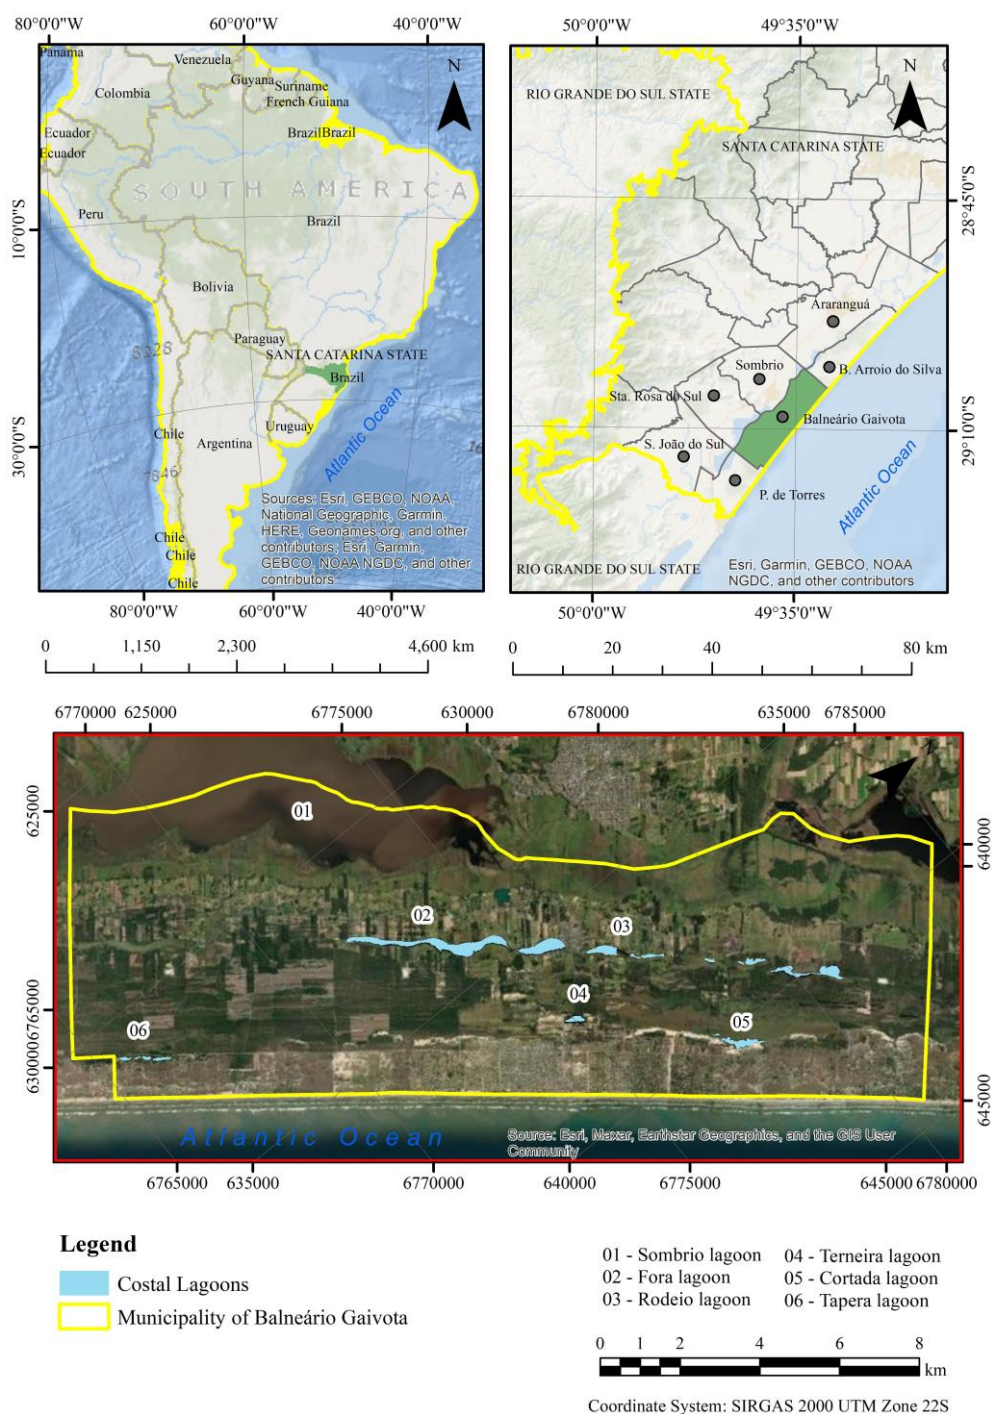 80°0'0"W 60°0'0"W 40°0'0"W
Panama
Venezuela
Guyana
Suriname
Colombia
French Guiana
N
Ecuador
BrazilBrazil
Ecuador
SOUTH AMERICA
Peru
Brazil
10°0'0"S
Bolivia
Paraguay
5328
SANTA CATARINA STATE
Brazil
Uruguay
Chile
Argentina
30°0'0"S
7846
Atlantic Ocean
Sources: Esri, GEBCO, NOAA,
National Geographic, Garmin,
HERE, Geonames.org, and other
contributors; Esri, Garmin,
GEBCO, NOAA NGDC, and other
contributors
Chile
Chile
Chile
80°0'0"W 60°0'0"W 40°0'0"W
0 1,150 2,300 4,600 km
50°0'0"W 49°35'0"W
N
RIO GRANDE DO SUL STATE
SANTA CATARINA STATE
28°45'0"S
Araranguá
Sombrio
B. Arroio do Silva
Sta. Rosa do Sul
Balneário Gaivota
29°10'0"S
S. João do Sul
P. de Torres
Atlantic Ocean
RIO GRANDE DO SUL STATE
Esri, Garmin, GEBCO, NOAA
NGDC, and other contributors
50°0'0"W 49°35'0"W
0 20 40 80 km
6770000 625000 6775000 630000 6780000 635000 6785000
N
625000
01
640000
02
03
04
6765000
05
06
630000
645000
Atlantic Ocean
Source: Esri, Maxar, Earthstar Geographics, and the GIS User
Community
6765000 635000 6770000 640000 6775000 645000 6780000
Legend
Costal Lagoons
Municipality of Balneário Gaivota
01 - Sombrio lagoon
02 - Fora lagoon
03 - Rodeio lagoon
04 - Terneira lagoon
05 - Cortada lagoon
06 - Tapera lagoon
0 1 2 4 6 8
km
Coordinate System: SIRGAS 2000 UTM Zone 22S